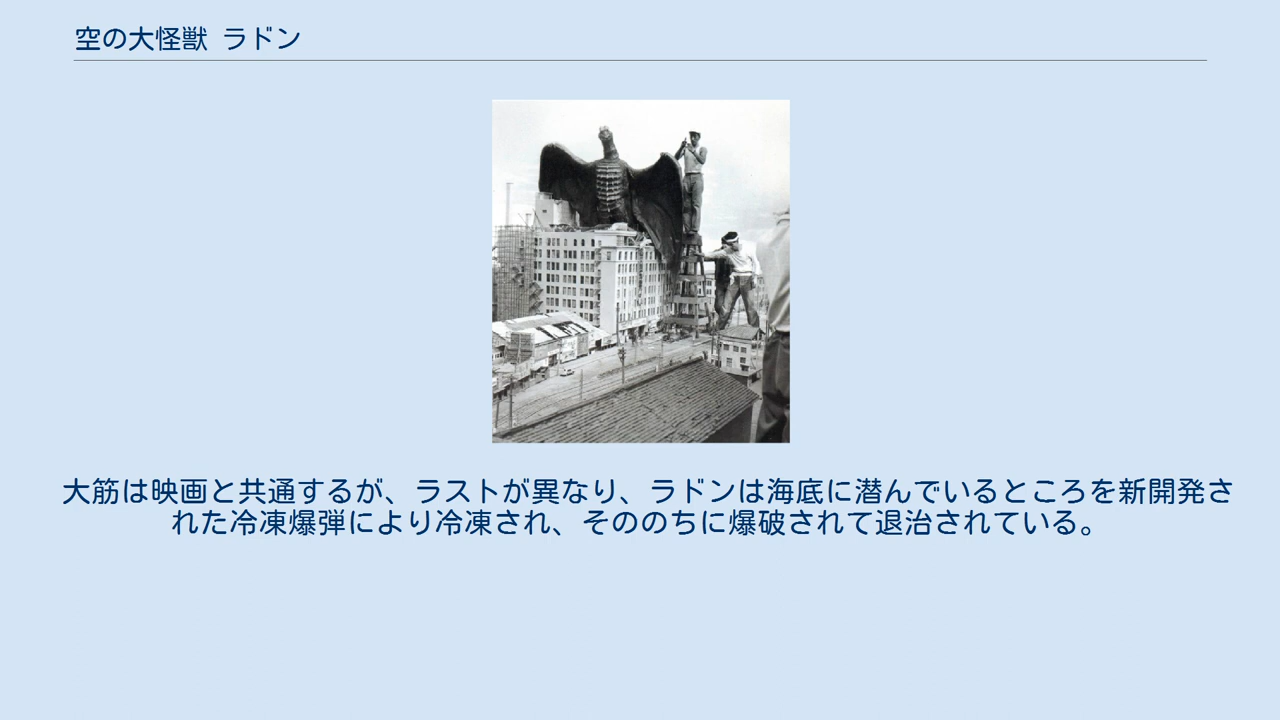 空の大怪獣 ラドン
大筋は映画と共通するが、ラストが異なり、ラドンは海底に潜んでいるところを新開発さ
れた冷凍爆弾により冷凍され、そののちに爆破されて退治されている。